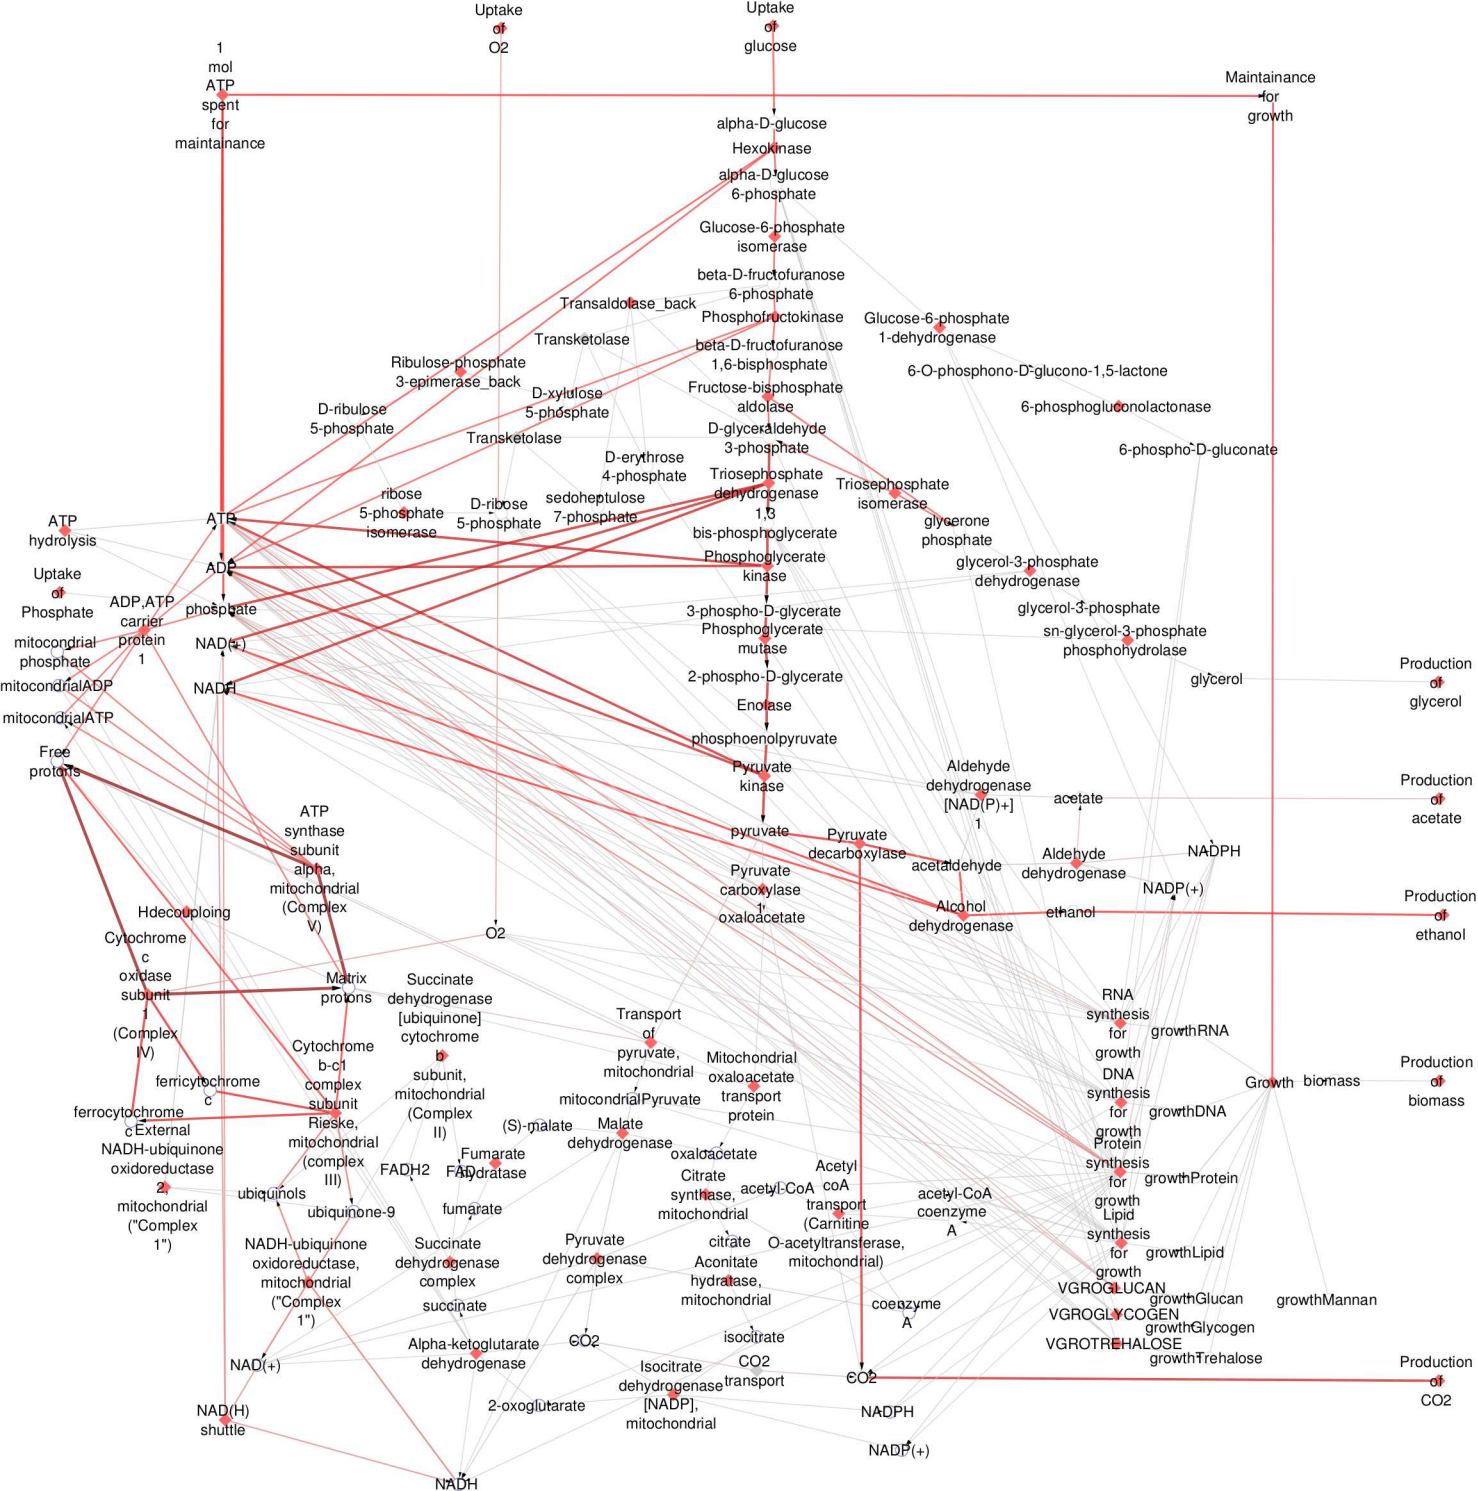 Uptake
of
O2
Uptake
of
glucose
1
mol
ATP
spent
for
maintainance
Maintainance
for
growth
alpha-D-glucose
Hexokinase
alpha-D-glucose
6-phosphate
Glucose-6-phosphate
isomerase
beta-D-fructofuranose
6-phosphate
Transaldolase_back
Phosphofructokinase
Glucose-6-phosphate
1-dehydrogenase
Transketolase
beta-D-fructofuranose
1,6-bisphosphate
Ribulose-phosphate
3-epimerase_back
6-O-phosphono-D-glucono-1,5-lactone
Fructose-bisphosphate
aldolase
D-xylulose
5-phosphate
D-ribulose
5-phosphate
6-phosphogluconolactonase
Transketolase
D-glyceraldehyde
3-phosphate
6-phospho-D-gluconate
D-erythrose
4-phosphate
Triosephosphate
dehydrogenase
Triosephosphate
isomerase
ribose
5-phosphate
isomerase
D-ribose
5-phosphate
sedoheptulose
7-phosphate
1,3
bis-phosphoglycerate
glycerone
phosphate
ATP
hydrolysis
ATP
ADP
Phosphoglycerate
kinase
glycerol-3-phosphate
dehydrogenase
Uptake
of
Phosphate
ADP,ATP
carrier
protein
1
phosphate
3-phospho-D-glycerate
glycerol-3-phosphate
Phosphoglycerate
mutase
sn-glycerol-3-phosphate
phosphohydrolase
mitocondrial
phosphate
NAD(+)
mitocondrialADP
NADH
2-phospho-D-glycerate
glycerol
Production
of
glycerol
mitocondrialATP
Enolase
Free
protons
phosphoenolpyruvate
Pyruvate
kinase
Aldehyde
dehydrogenase
[NAD(P)+]
1
acetate
Production
of
acetate
ATP
synthase
subunit
alpha,
mitochondrial
(Complex
V)
pyruvate
Pyruvate
decarboxylase
acetaldehyde
Aldehyde
dehydrogenase
NADPH
Pyruvate
carboxylase
1
oxaloacetate
NADP(+)
Alcohol
dehydrogenase
ethanol
Production
of
ethanol
Hdecouploing
Cytochrome
c
oxidase
subunit
1
(Complex
IV)
O2
Matrix
protons
Succinate
dehydrogenase
[ubiquinone]
cytochrome
b
subunit,
mitochondrial
(Complex
II)
Transport
of
pyruvate,
mitochondrial
RNA
synthesis
for
growth
growthRNA
Cytochrome
b-c1
complex
subunit
Rieske,
mitochondrial
(complex
III)
Mitochondrial
oxaloacetate
transport
protein
DNA
synthesis
for
growth
growthDNA
Growth
biomass
Production
of
biomass
ferricytochrome
c
ferrocytochrome
c
mitocondrialPyruvate
External
NADH-ubiquinone
oxidoreductase
2,
mitochondrial
("Complex
1")
(S)-malate
Malate
dehydrogenase
Protein
synthesis
for
growth
growthProtein
oxaloacetate
FADH2
FAD
Fumarate
hydratase
Citrate
synthase,
mitochondrial
acetyl-CoA
Acetyl
coA
transport
(Carnitine
O-acetyltransferase,
mitochondrial)
acetyl-CoA
coenzyme
A
ubiquinols
ubiquinone-9
fumarate
Lipid
synthesis
for
growth
growthLipid
NADH-ubiquinone
oxidoreductase,
mitochondrial
("Complex
1")
Succinate
dehydrogenase
complex
Pyruvate
dehydrogenase
complex
citrate
Aconitate
hydratase,
mitochondrial
VGROGLUCAN
growthGlucan
growthMannan
succinate
coenzyme
A
VGROGLYCOGEN
growthGlycogen
Alpha-ketoglutarate
dehydrogenase
CO2
isocitrate
VGROTREHALOSE
growthTrehalose
NAD(+)
CO2
transport
CO2
Production
of
CO2
Isocitrate
dehydrogenase
[NADP],
mitochondrial
NAD(H)
shuttle
2-oxoglutarate
NADPH
NADP(+)
NADH